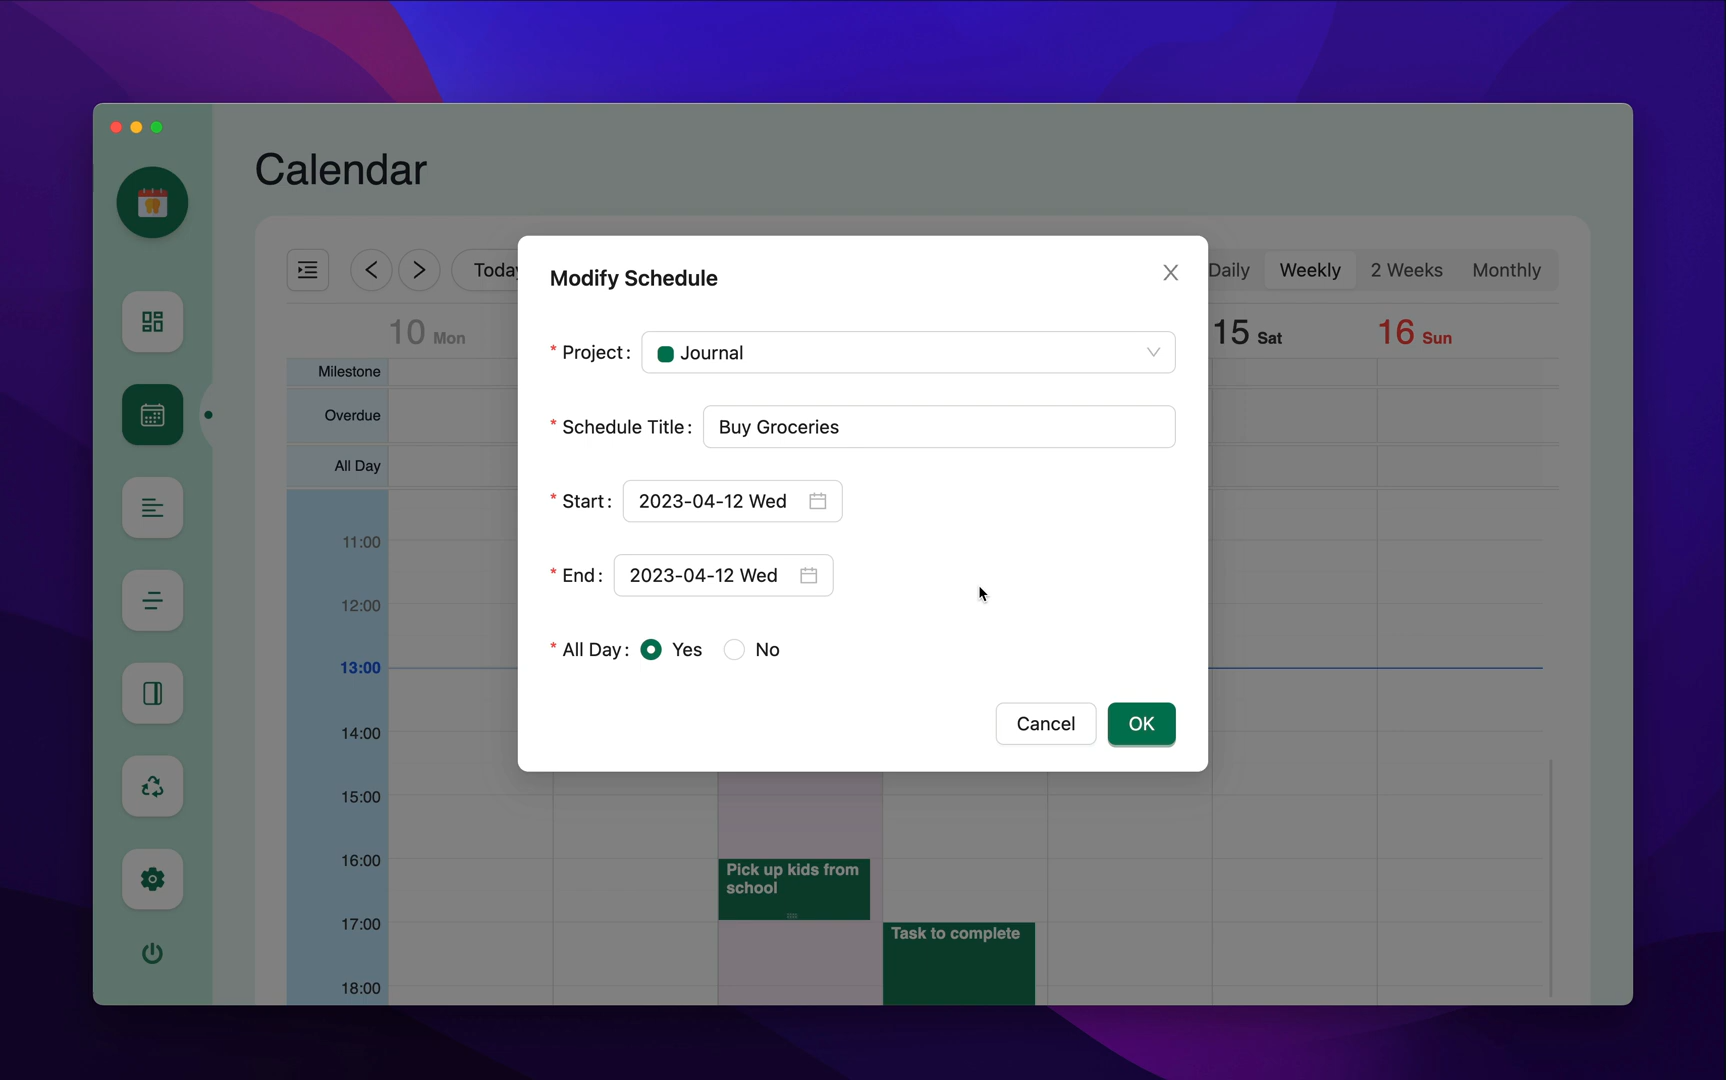 Calendar
Today
Daily
Weekly
2 Weeks
Monthly
10 Mon
15 Sat
16 Sun
Milestone
Overdue
All Day
11:00
12:00
13:00
14:00
15:00
16:00
17:00
18:00
Modify Schedule
* Project: Journal
* Schedule Title: Buy Groceries
* Start: 2023-04-12 Wed
* End: 2023-04-12 Wed
* All Day: Yes No
Cancel
OK
Pick up kids from
school
Task to complete